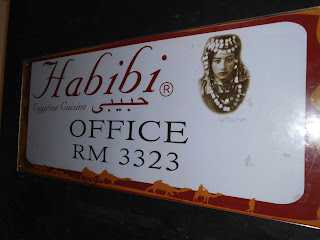 Habibi®
Egyptian Cuisine حبيبي
OFFICE
RM 3323